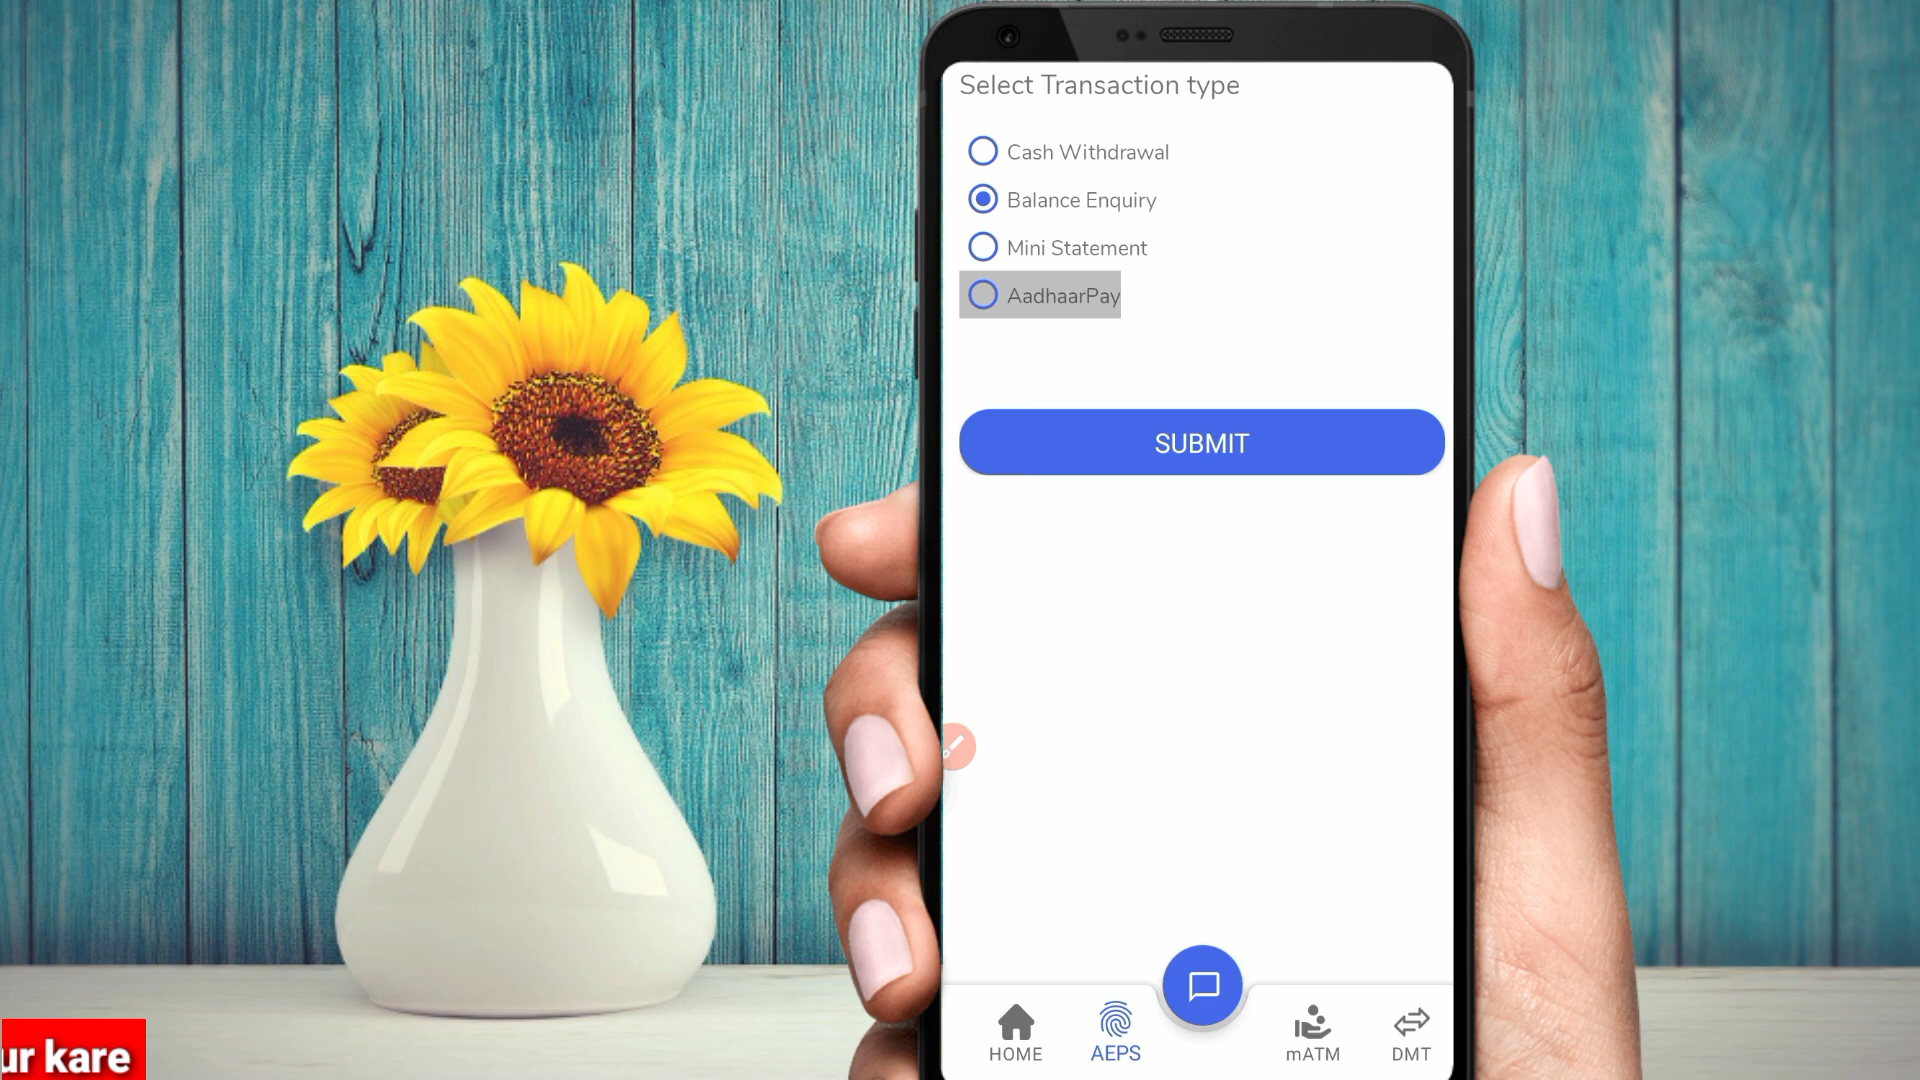 Select Transaction type
Cash Withdrawal
Balance Enquiry
Mini Statement
AadhaarPay
SUBMIT
HOME
AEPS
mATM
DMT
ur kare